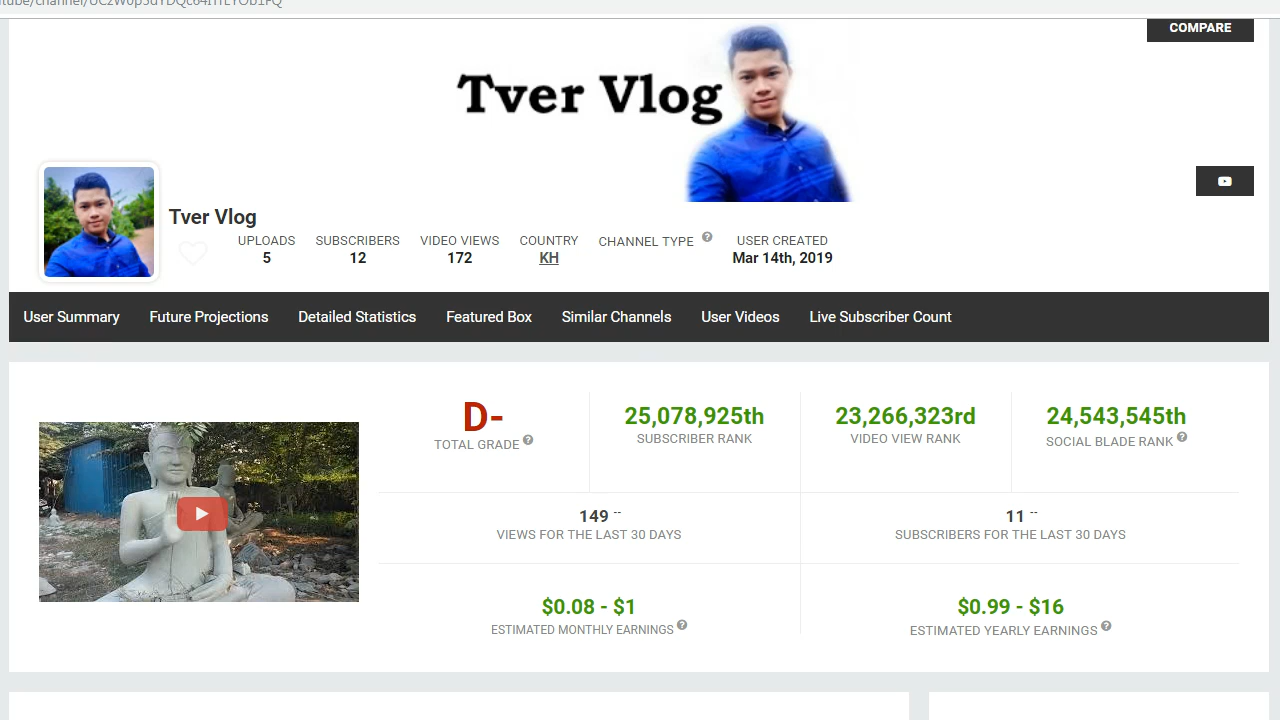 COMPARE
Tver Vlog
Tver Vlog
UPLOADS SUBSCRIBERS VIDEO VIEWS COUNTRY CHANNEL TYPE ? USER CREATED
5 12 172 KH Mar 14th, 2019
User Summary Future Projections Detailed Statistics Featured Box Similar Channels User Videos Live Subscriber Count
D- 25,078,925th 23,266,323rd 24,543,545th
TOTAL GRADE ? SUBSCRIBER RANK VIDEO VIEW RANK SOCIAL BLADE RANK ?
149 -- 11 --
VIEWS FOR THE LAST 30 DAYS SUBSCRIBERS FOR THE LAST 30 DAYS
$0.08 - $1 $0.99 - $16
ESTIMATED MONTHLY EARNINGS ? ESTIMATED YEARLY EARNINGS ?